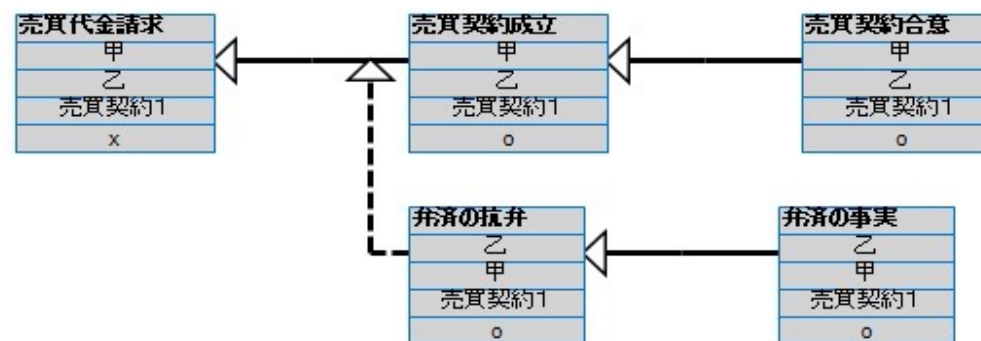 売買代金請求
甲
乙
売買契約1
x
売買契約成立
甲
乙
売買契約1
o
売買契約合意
甲
乙
売買契約1
o
弁済の抗弁
乙
甲
売買契約1
o
弁済の事実
乙
甲
売買契約1
o